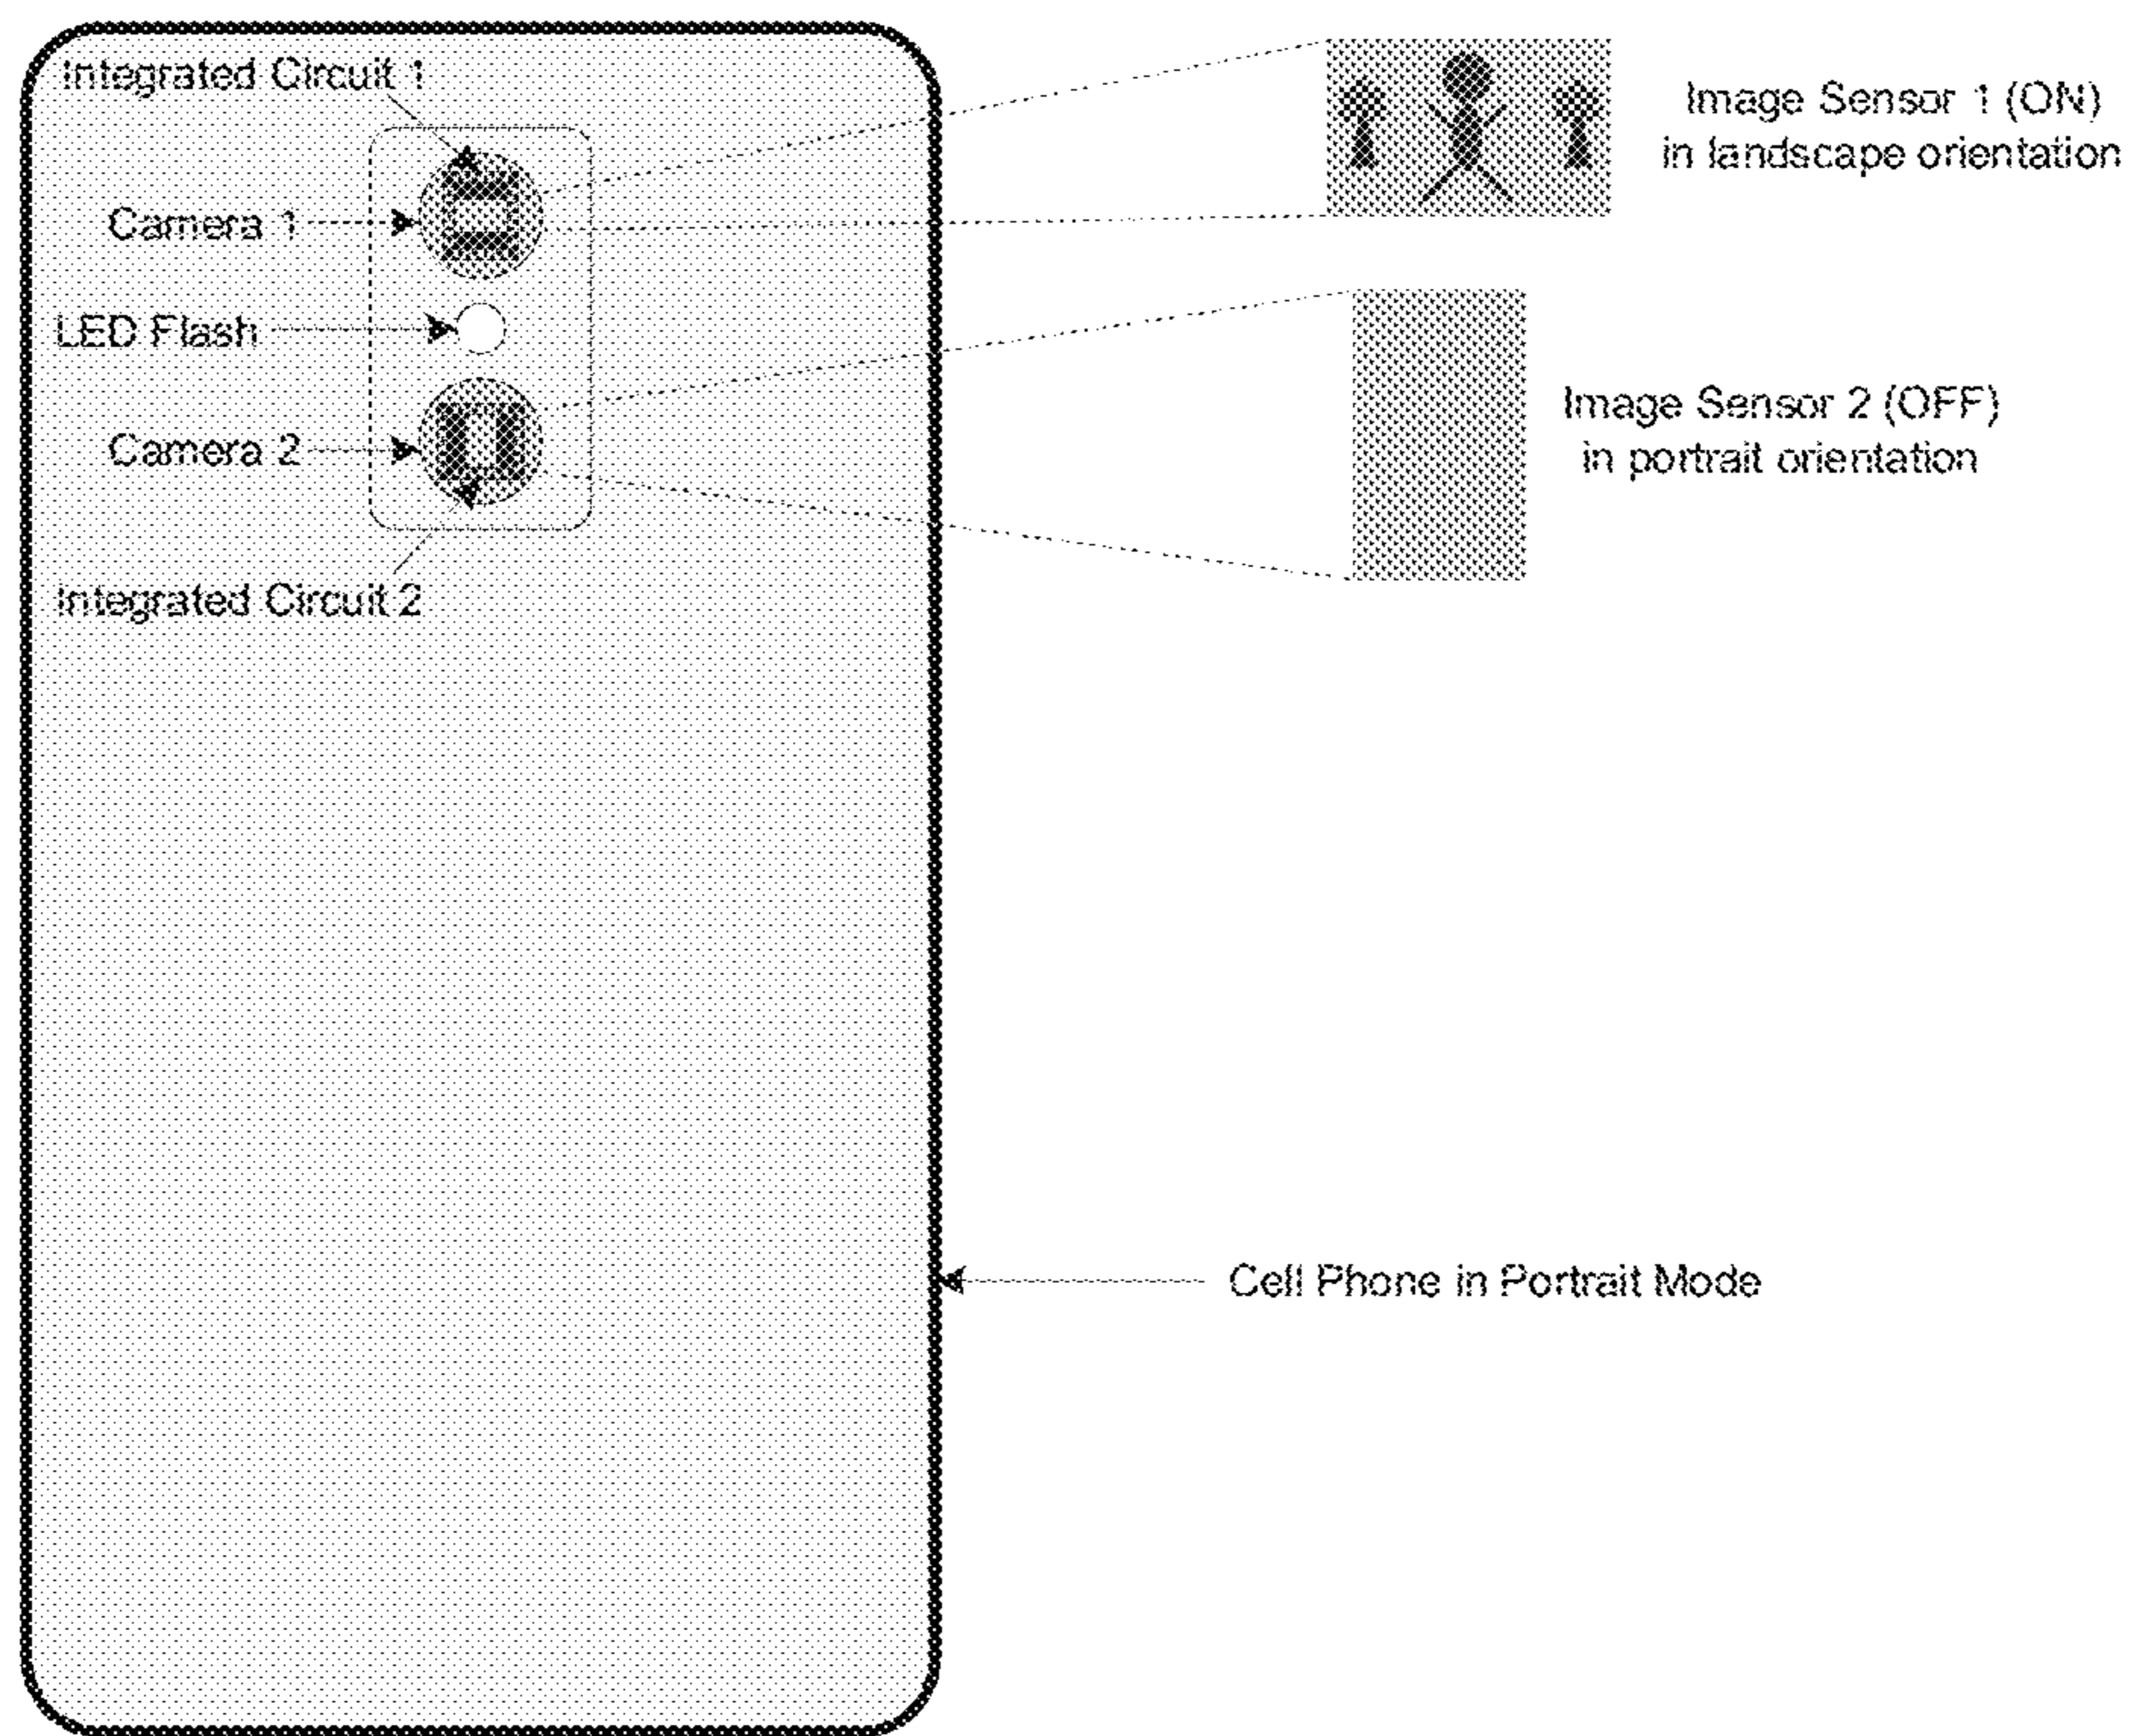 Integrated Circuit 1
Camera 1
LED Flash
Camera 2
Integrated Circuit 2
Image Sensor 1 (ON)
in landscape orientation
Image Sensor 2 (OFF)
in portrait orientation
Cell Phone in Portrait Mode